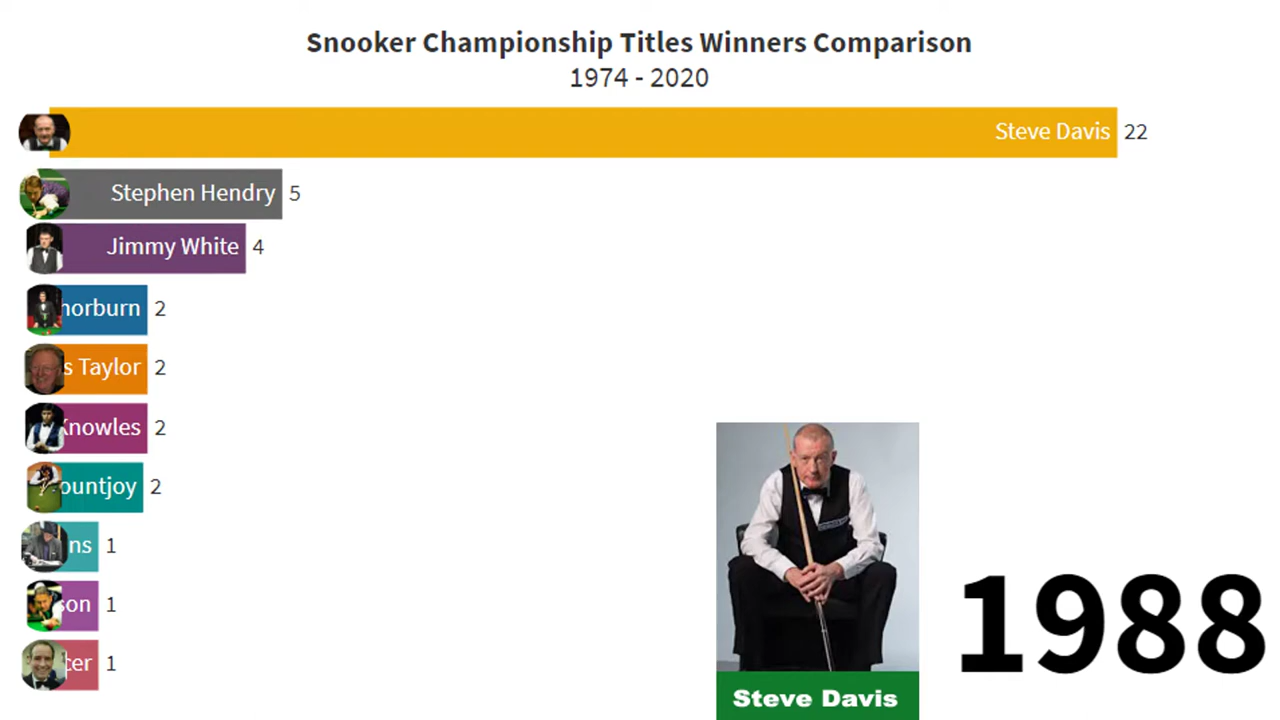 Snooker Championship Titles Winners Comparison
1974 - 2020
Steve Davis 22
Stephen Hendry 5
Jimmy White 4
horburn 2
s Taylor 2
Knowles 2
ountjoy 2
ns 1
son 1
cer 1
Steve Davis
1988